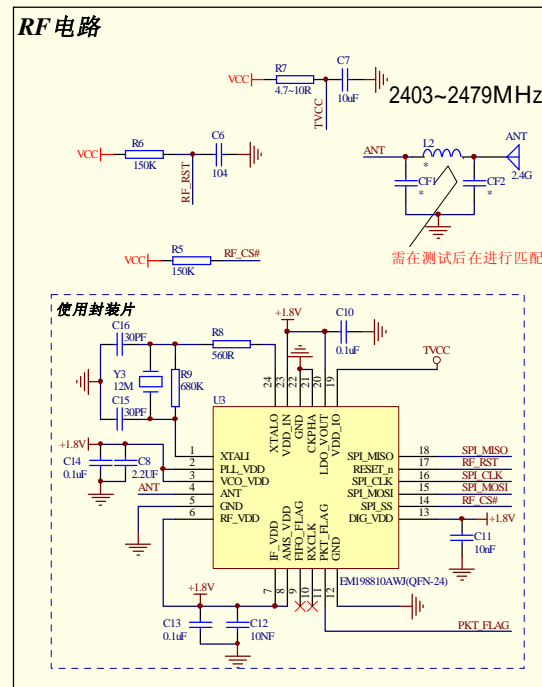 RF电路
R7
C7
VCC
4.7~10R
10uF
TVCC
2403~2479MHz
R6
C6
VCC
150K
104
RF_RST
ANT
L2
ANT
*
2.4G
CF1
*
CF2
*
R5
RF_CS#
VCC
150K
需在测试后在进行匹配
使用封装片
+1.8V
C10
0.1uF
C16
30PF
R8
560R
TVCC
Y3
12M
R9
680K
C15
30PF
24
23
22
21
20
19
U3
XTALO
VDD_IN
GND
CKPHA
LDO_VOUT
VDD_IO
+1.8V
C14
0.1uF
C8
2.2UF
ANT
1 XTALI
2 PLL_VDD
3 VCO_VDD
4 ANT
5 GND
6 RF_VDD
SPI_MISO 18 SPI_MISO
RESET_n 17 RF_RST
SPI_CLK 16 SPI_CLK
SPI_MOSI 15 SPI_MOSI
SPI_SS 14 RF_CS#
DIG_VDD 13
+1.8V
C11
10nF
IF_VDD
AMS_VDD
FIFO_FLAG
RXCLK
PKT_FLAG
GND
7
8
9
10
11
12
EM198810AWJ(QFN-24)
+1.8V
C13
0.1uF
C12
10NF
PKT_FLAG